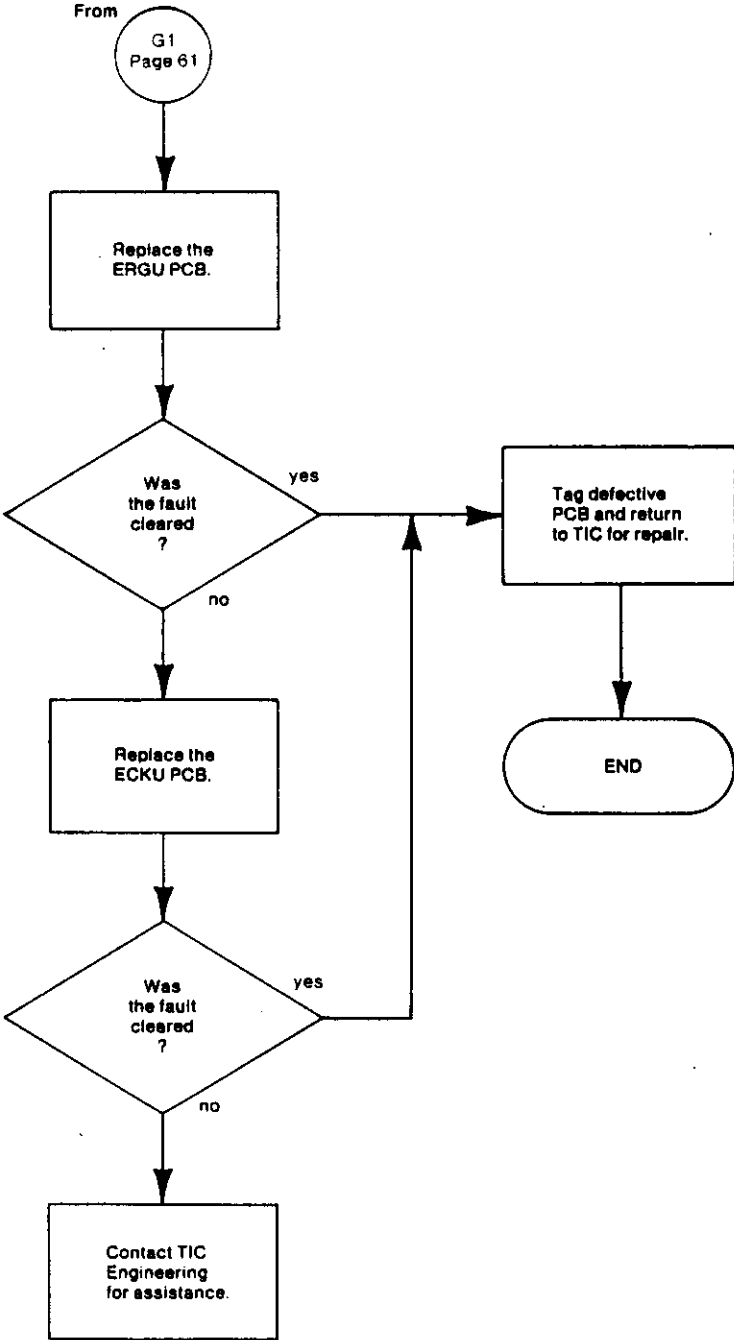 From
G1
Page 61
Replace the
ERGU PCB.
Was
the fault
cleared
?
yes
no
Tag defective
PCB and return
to TIC for repair.
END
Replace the
ECKU PCB.
Was
the fault
cleared
?
yes
no
Contact TIC
Engineering
for assistance.